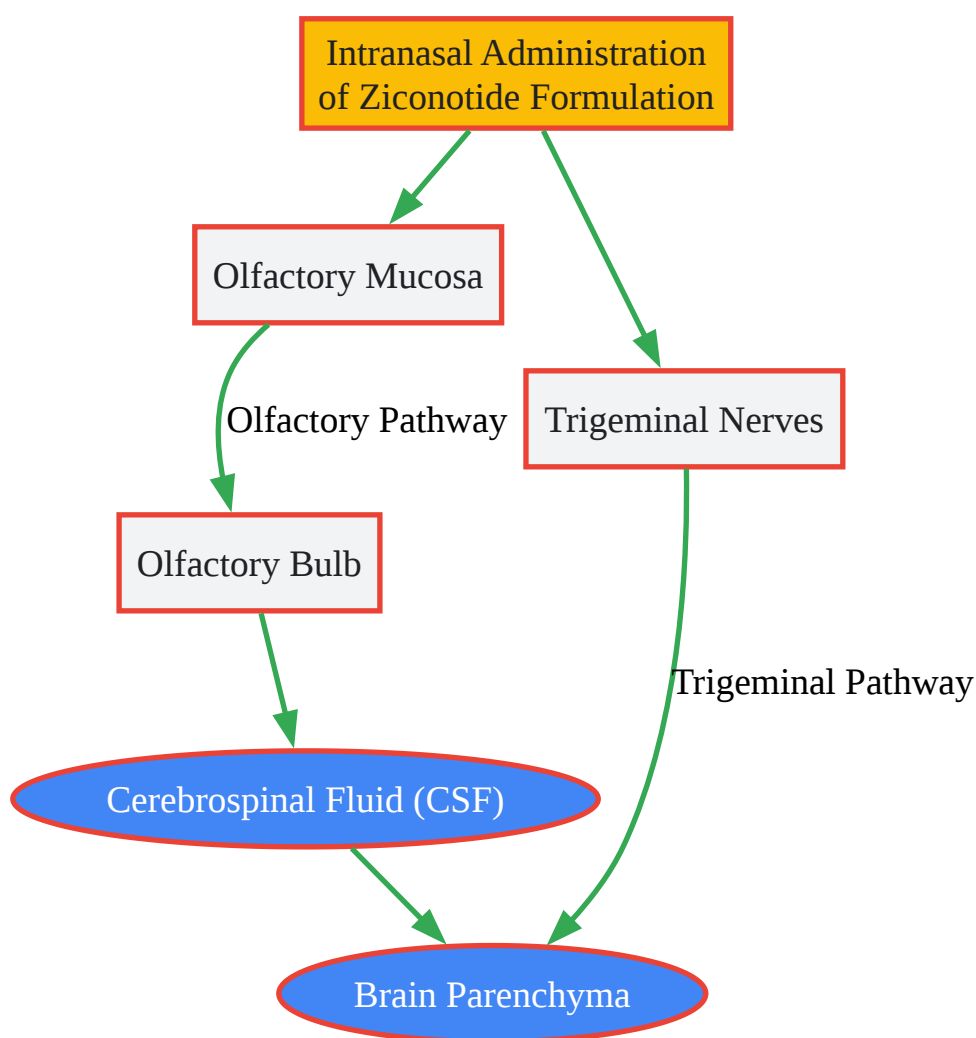 Intranasal Administration
of Ziconotide Formulation
Olfactory Mucosa
Olfactory Pathway
Trigeminal Nerves
Olfactory Bulb
Trigeminal Pathway
Cerebrospinal Fluid (CSF)
Brain Parenchyma